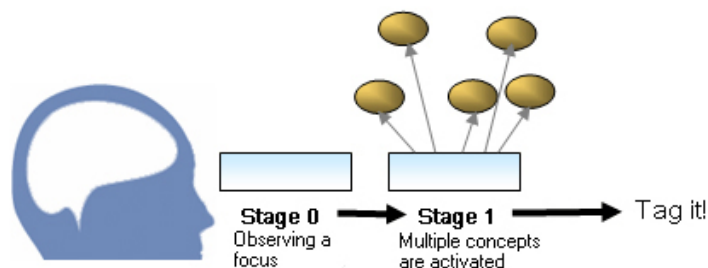 Stage 0
Observing a
focus
Stage 1
Multiple concepts
are activated
Tag it!